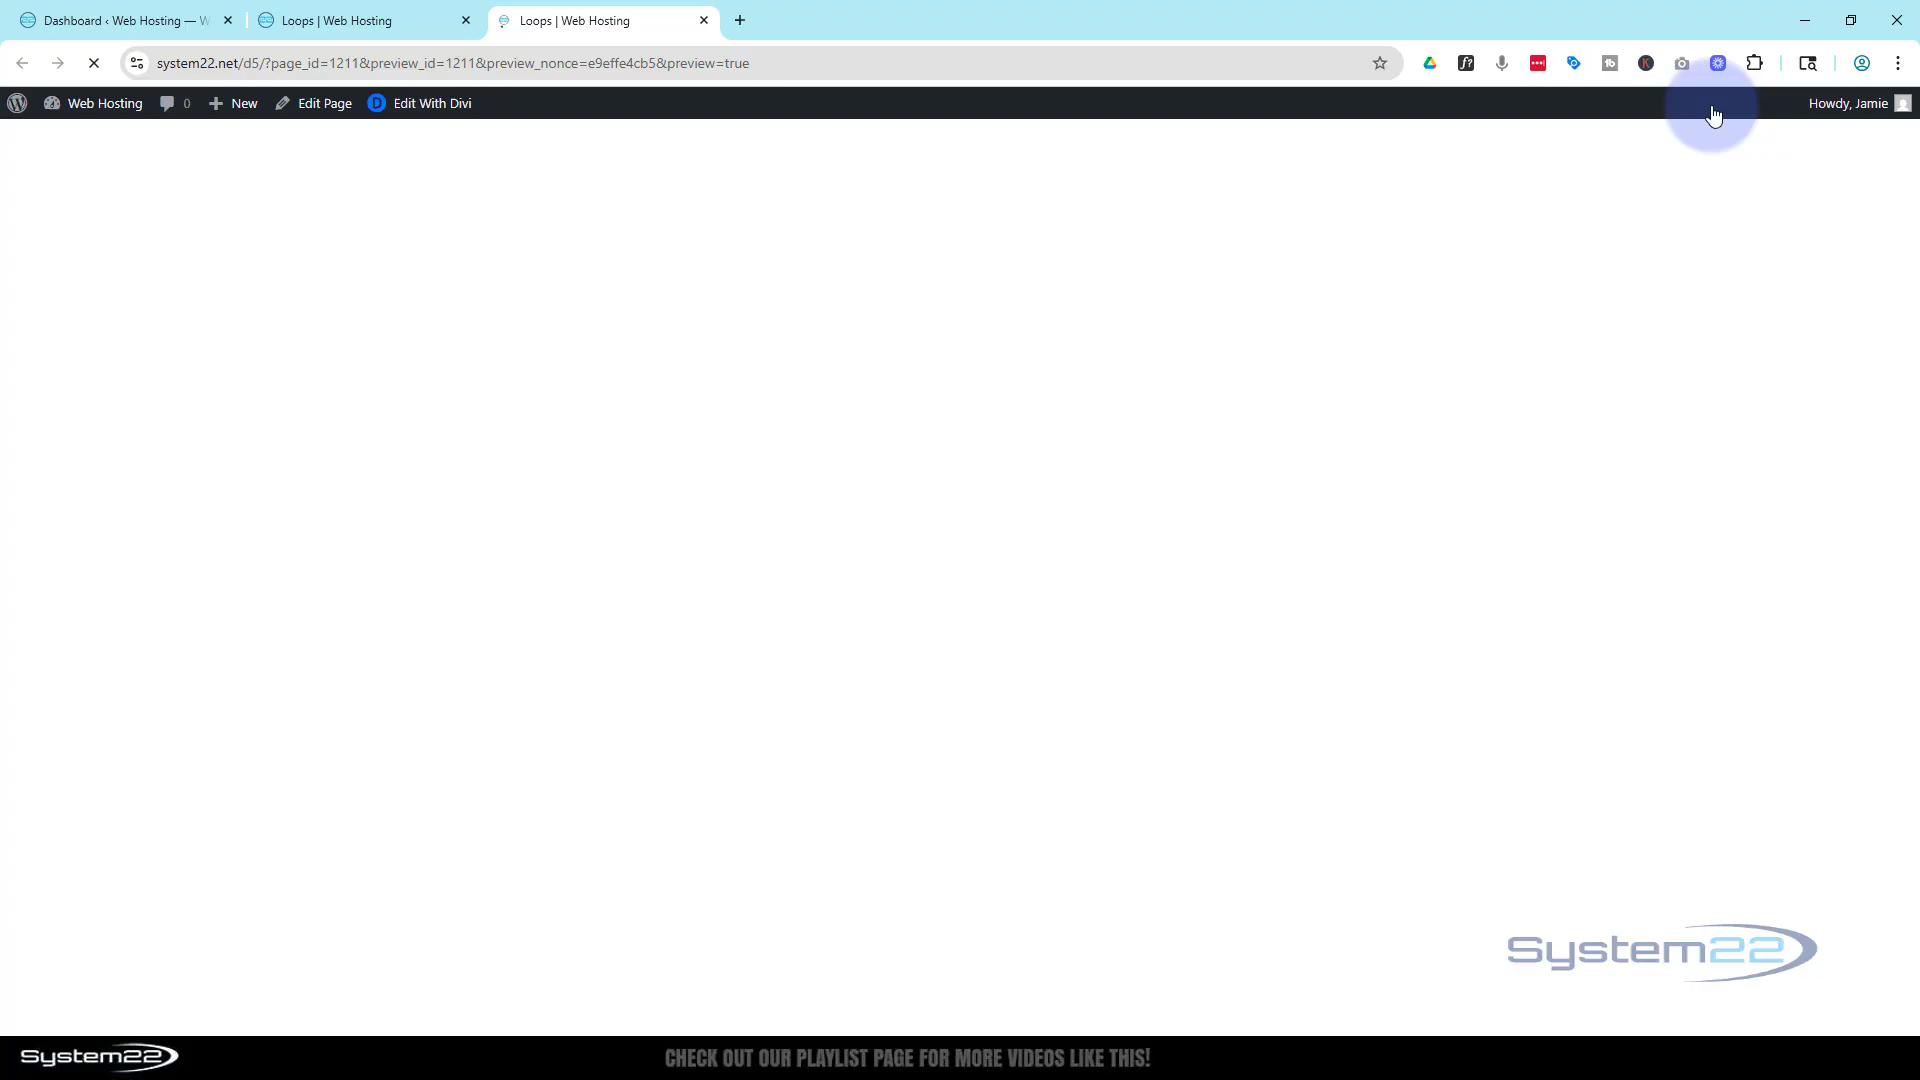 Dashboard ‹ Web Hosting — W
Loops | Web Hosting
Loops | Web Hosting
system22.net/d5/?page_id=1211&preview_id=1211&preview_nonce=e9effe4cb5&preview=true
Web Hosting
0
New
Edit Page
D
Edit With Divi
Howdy, Jamie
System22
System22
CHECK OUT OUR PLAYLIST PAGE FOR MORE VIDEOS LIKE THIS!